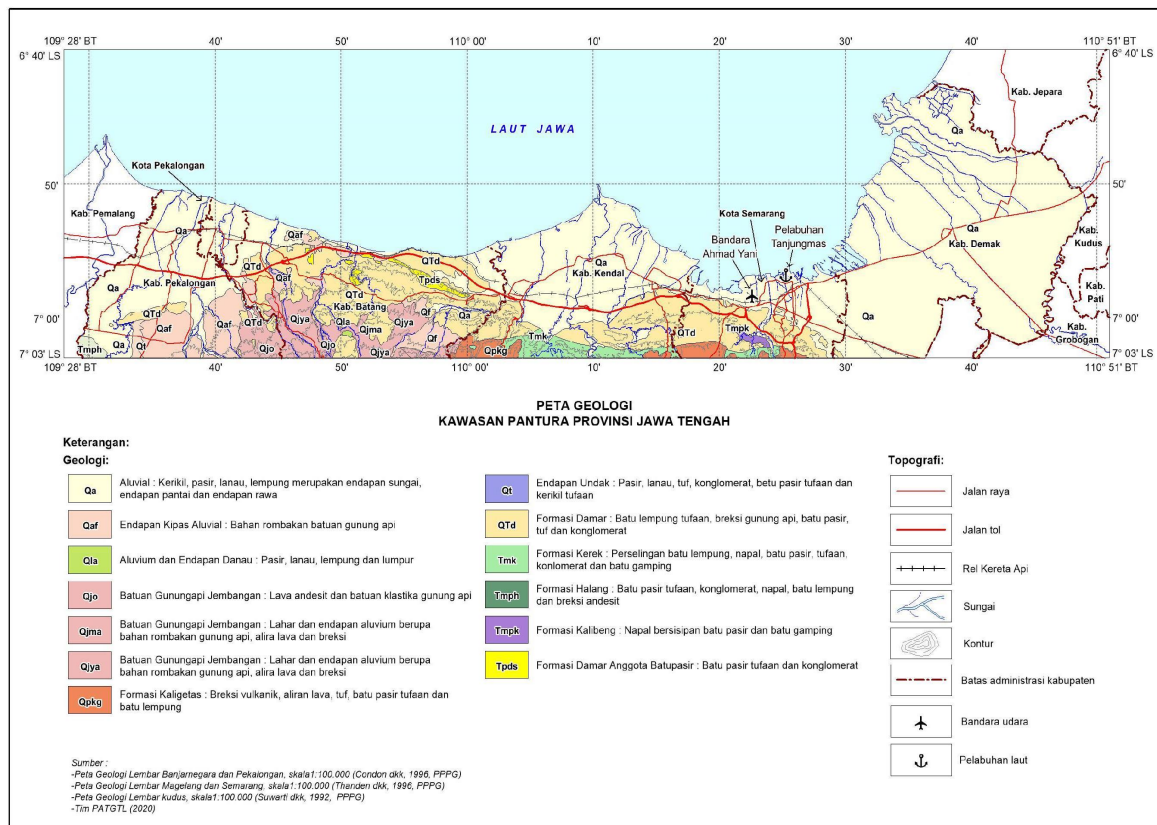 109° 28' BT
40'
50'
110° 00'
10'
20'
30'
40'
110° 51' BT
6° 40' LS
6° 40' LS
Kab. Jepara
Qa
LAUT JAWA
Kota Pekalongan
50'
50'
Kab. Pemalang
Kota Semarang
Pelabuhan
Tanjungmas
Bandara
Ahmad Yani
Qa
Qaf
QTd
Qa
Kab. Kendal
Qa
Kab. Demak
Kab.
Kudus
QTd
Qaf
Tpds
Qa
Kab. Pekalongan
QTd
Kab. Batang
Kab.
Pati
7° 00'
7° 00'
QTd
Qaf
Qaf
QTd
Qjya
Qla
Qjma
Qjya
Qf
Qa
Tmk
QTd
Tmpk
Qa
Kab.
Grobogan
7° 03' LS
7° 03' LS
Tmph
Qa
Qt
Qjo
Qjo
Qjya
Qf
Qpkg
109° 28' BT
40'
50'
110° 00'
10'
20'
30'
40'
110° 51' BT
PETA GEOLOGI
KAWASAN PANTURA PROVINSI JAWA TENGAH
Keterangan:
Geologi:
Qa
Aluvial : Kerikil, pasir, lanau, lempung merupakan endapan sungai,
endapan pantai dan endapan rawa
Qaf
Endapan Kipas Aluvial : Bahan rombakan batuan gunung api
Qla
Aluvium dan Endapan Danau : Pasir, lanau, lempung dan lumpur
Qjo
Batuan Gunungapi Jembangan : Lava andesit dan batuan klastika gunung api
Qjma
Batuan Gunungapi Jembangan : Lahar dan endapan aluvium berupa
bahan rombakan gunung api, alira lava dan breksi
Qjya
Batuan Gunungapi Jembangan : Lahar dan endapan aluvium berupa
bahan rombakan gunung api, alira lava dan breksi
Qpkg
Formasi Kaligetas : Breksi vulkanik, aliran lava, tuf, batu pasir tufaan dan
batu lempung
Qt
Endapan Undak : Pasir, lanau, tuf, konglomerat, betu pasir tufaan dan
kerikil tufaan
QTd
Formasi Damar : Batu lempung tufaan, breksi gunung api, batu pasir,
tuf dan konglomerat
Tmk
Formasi Kerek : Perselingan batu lempung, napal, batu pasir, tufaan,
konlomerat dan batu gamping
Tmph
Formasi Halang : Batu pasir tufaan, konglomerat, napal, batu lempung
dan breksi andesit
Tmpk
Formasi Kalibeng : Napal bersisipan batu pasir dan batu gamping
Tpds
Formasi Damar Anggota Batupasir : Batu pasir tufaan dan konglomerat
Topografi:
Jalan raya
Jalan tol
Rel Kereta Api
Sungai
Kontur
Batas administrasi kabupaten
Bandara udara
Pelabuhan laut
Sumber :
-Peta Geologi Lembar Banjarnegara dan Pekalongan, skala1:100.000 (Condon dkk, 1996, PPPG)
-Peta Geologi Lembar Magelang dan Semarang, skala1:100.000 (Thanden dkk, 1996, PPPG)
-Peta Geologi Lembar kudus, skala1:100.000 (Suwarti dkk, 1992, PPPG)
-Tim PATGTL (2020)